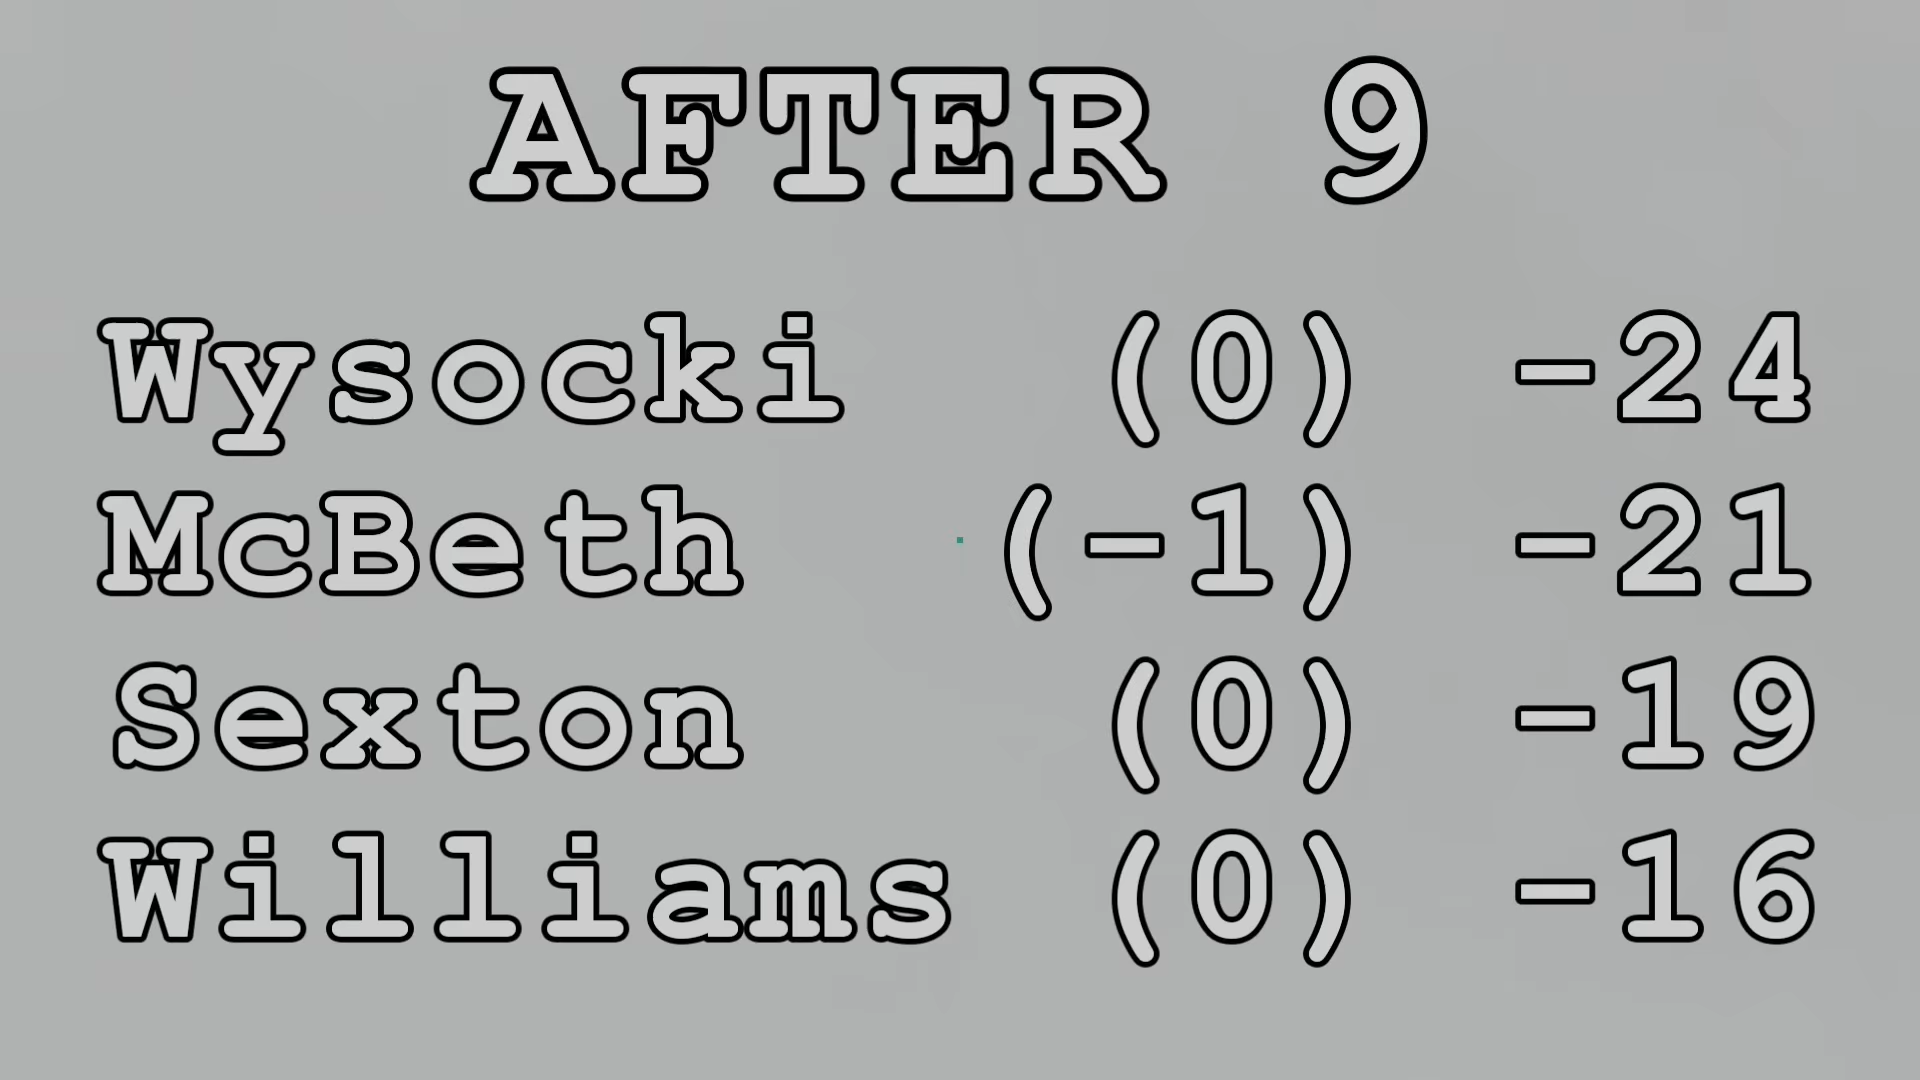 AFTER 9
Wysocki (0) -24
McBeth (-1) -21
Sexton (0) -19
Williams (0) -16